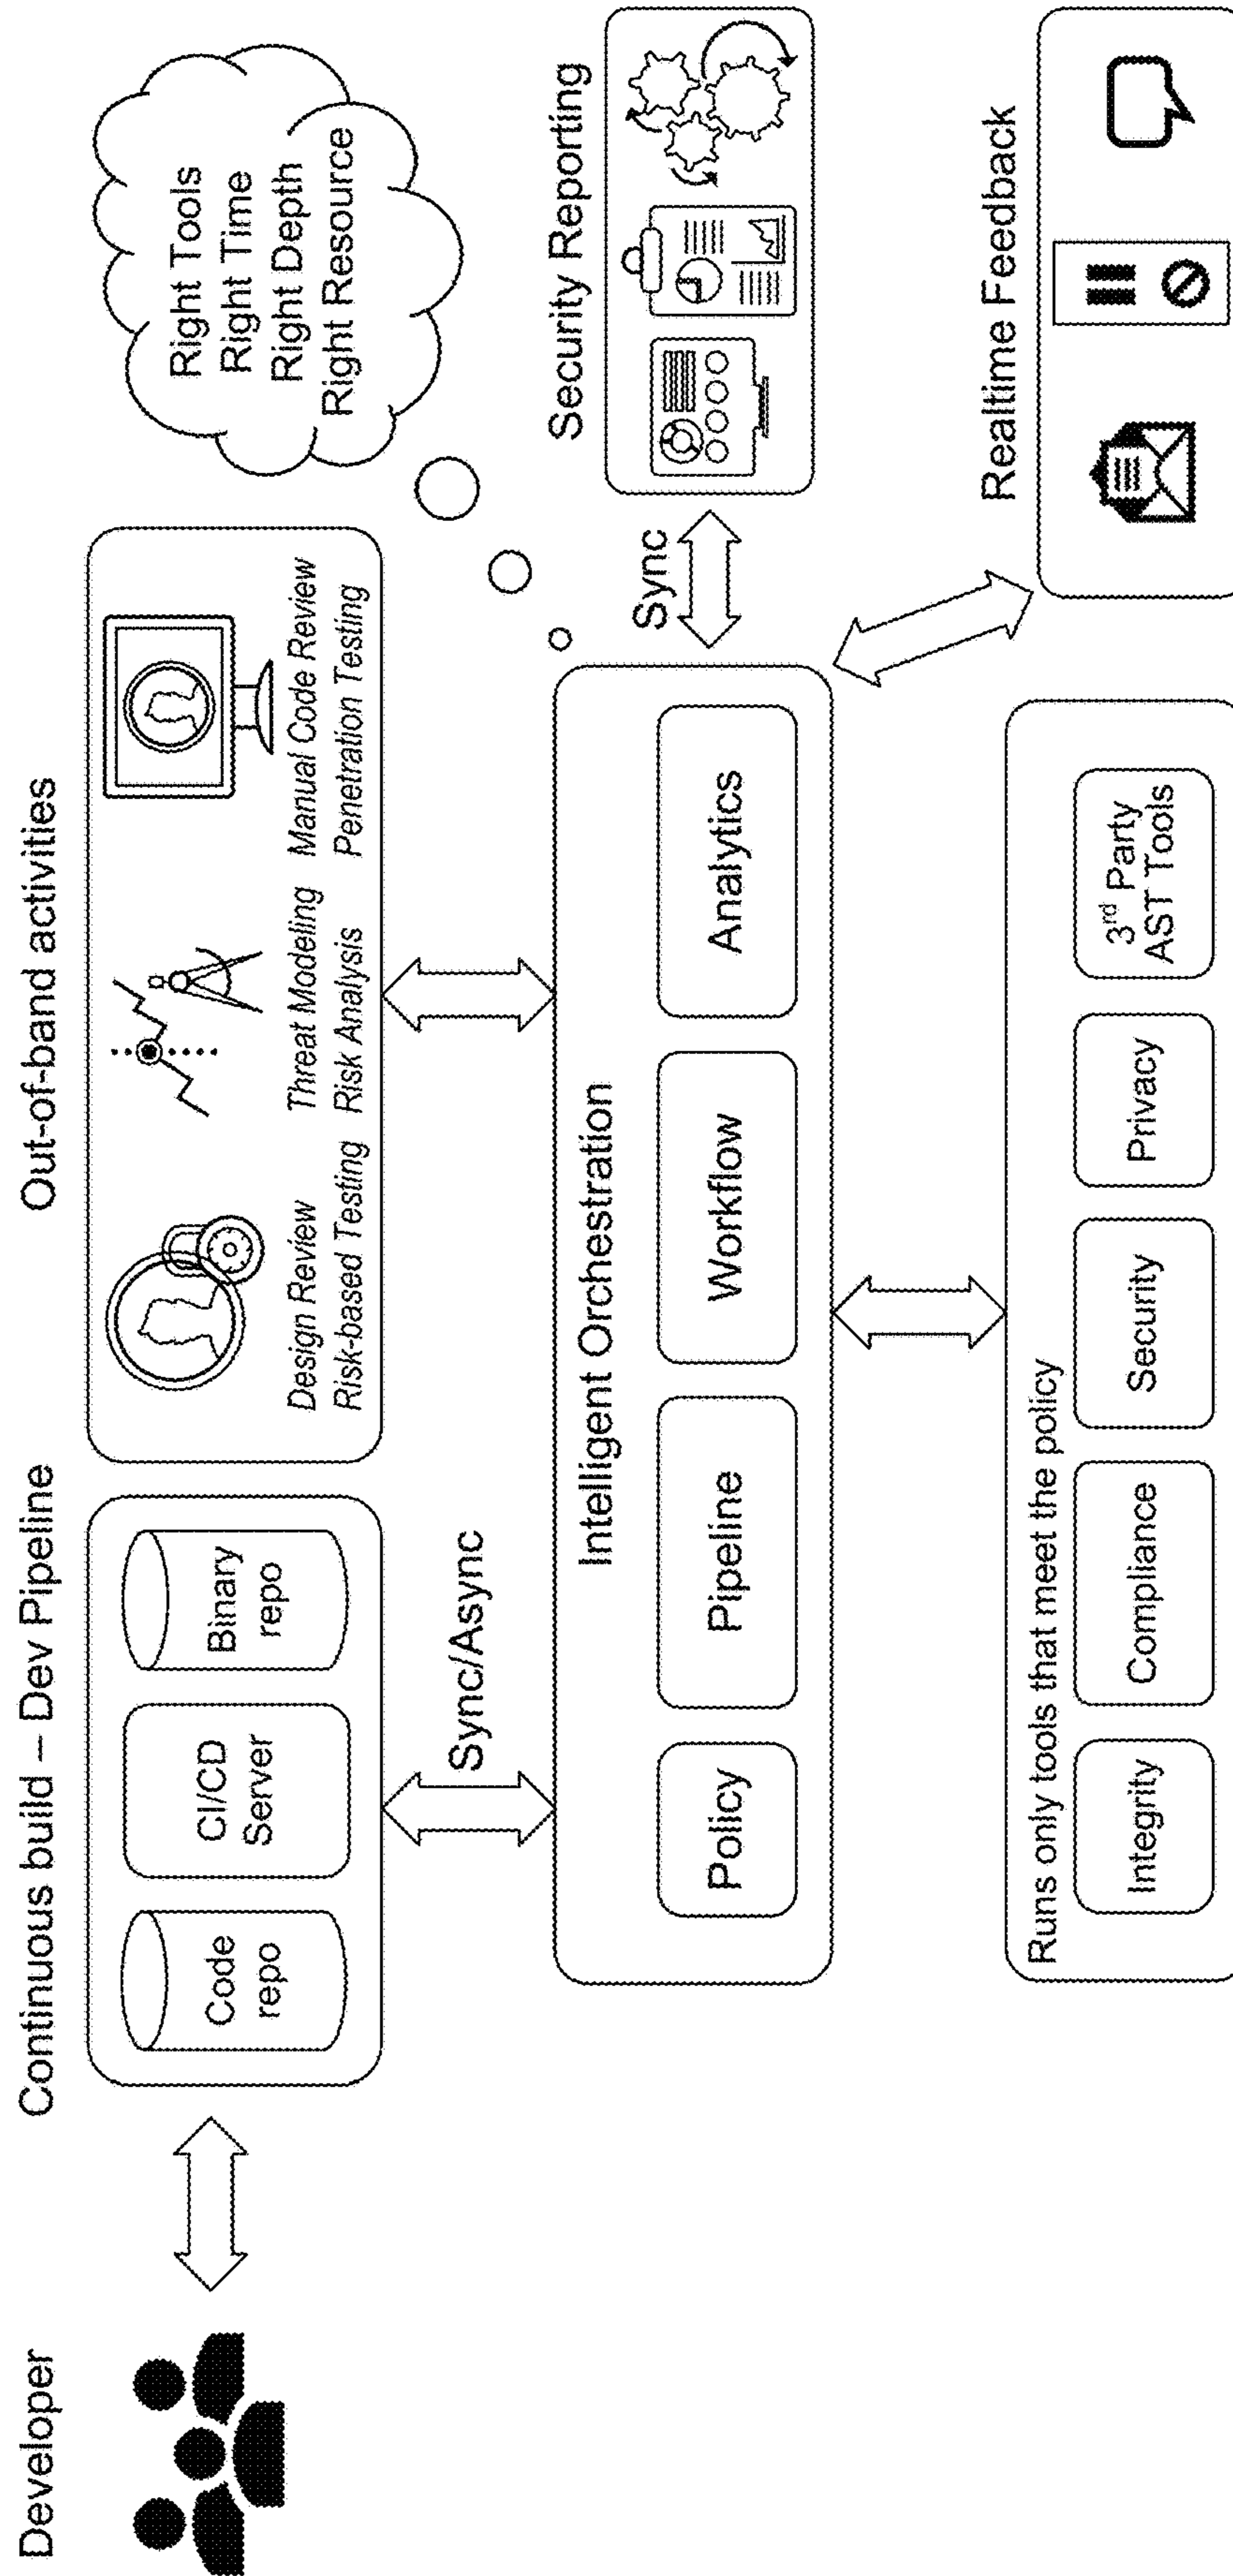 Developer
Continuous build – Dev Pipeline
Code
repo
CI/CD
Server
Binary
repo
Out-of-band activities
Design Review
Risk-based Testing
Threat Modeling
Risk Analysis
Manual Code Review
Penetration Testing
Right Tools
Right Time
Right Depth
Right Resource
Sync/Async
Intelligent Orchestration
Policy
Pipeline
Workflow
Analytics
Sync
Security Reporting
Runs only tools that meet the policy
Integrity
Compliance
Security
Privacy
3rd Party
AST Tools
Realtime Feedback